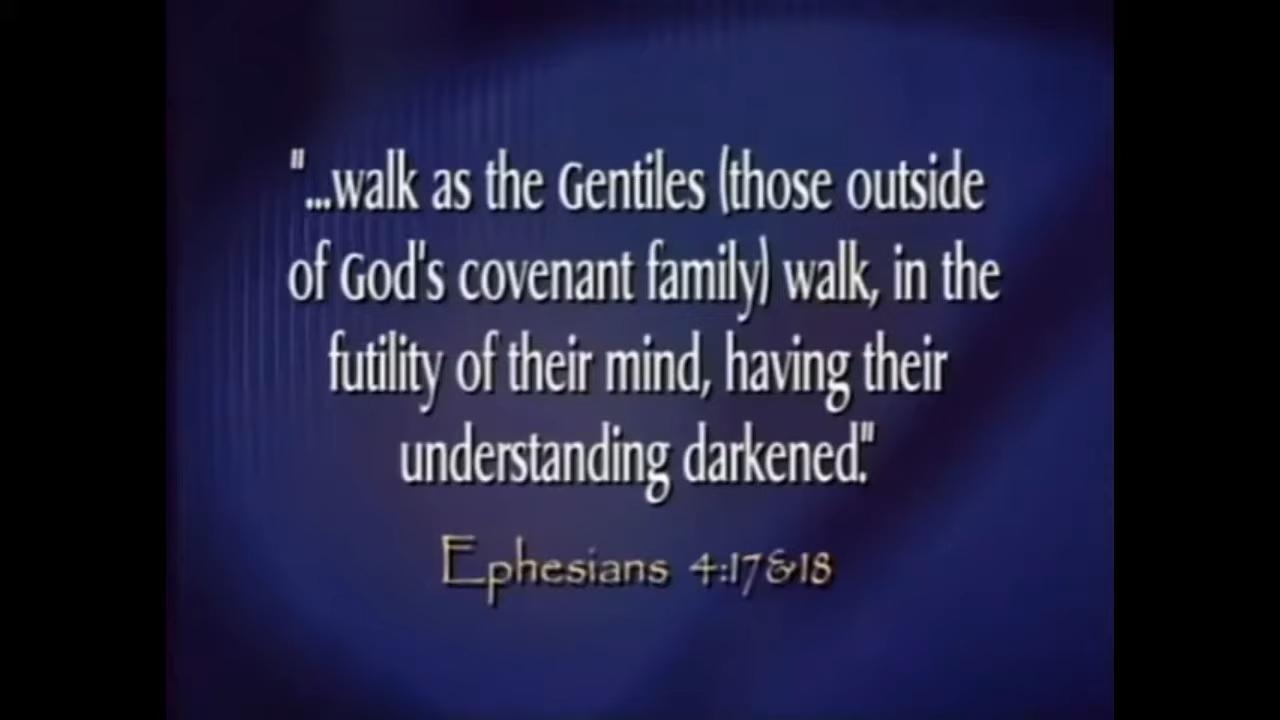 "...walk as the Gentiles (those outside
of God's covenant family) walk, in the
futility of their mind, having their
understanding darkened."
Ephesians 4:17&18